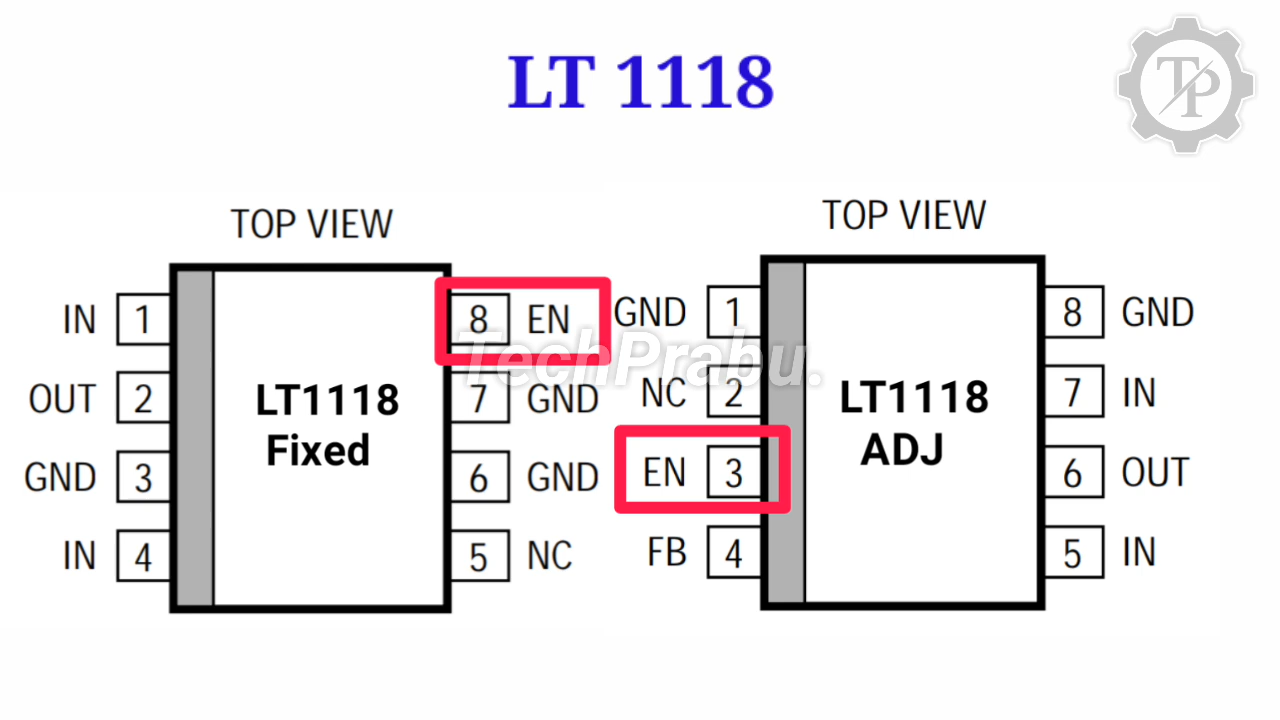 LT 1118
TP
TOP VIEW
IN 1
OUT 2
GND 3
IN 4
8 EN
7 GND
6 GND
5 NC
LT1118
Fixed
TOP VIEW
GND 1
NC 2
EN 3
FB 4
8 GND
7 IN
6 OUT
5 IN
LT1118
ADJ
TechPrabu.